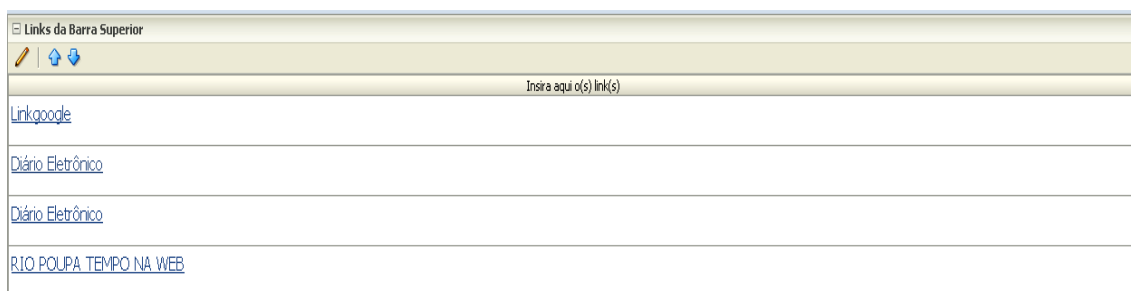 Links da Barra Superior
Insira aqui o(s) link(s)
Linkgoogle
Diário Eletrônico
Diário Eletrônico
RIO POUPA TEMPO NA WEB